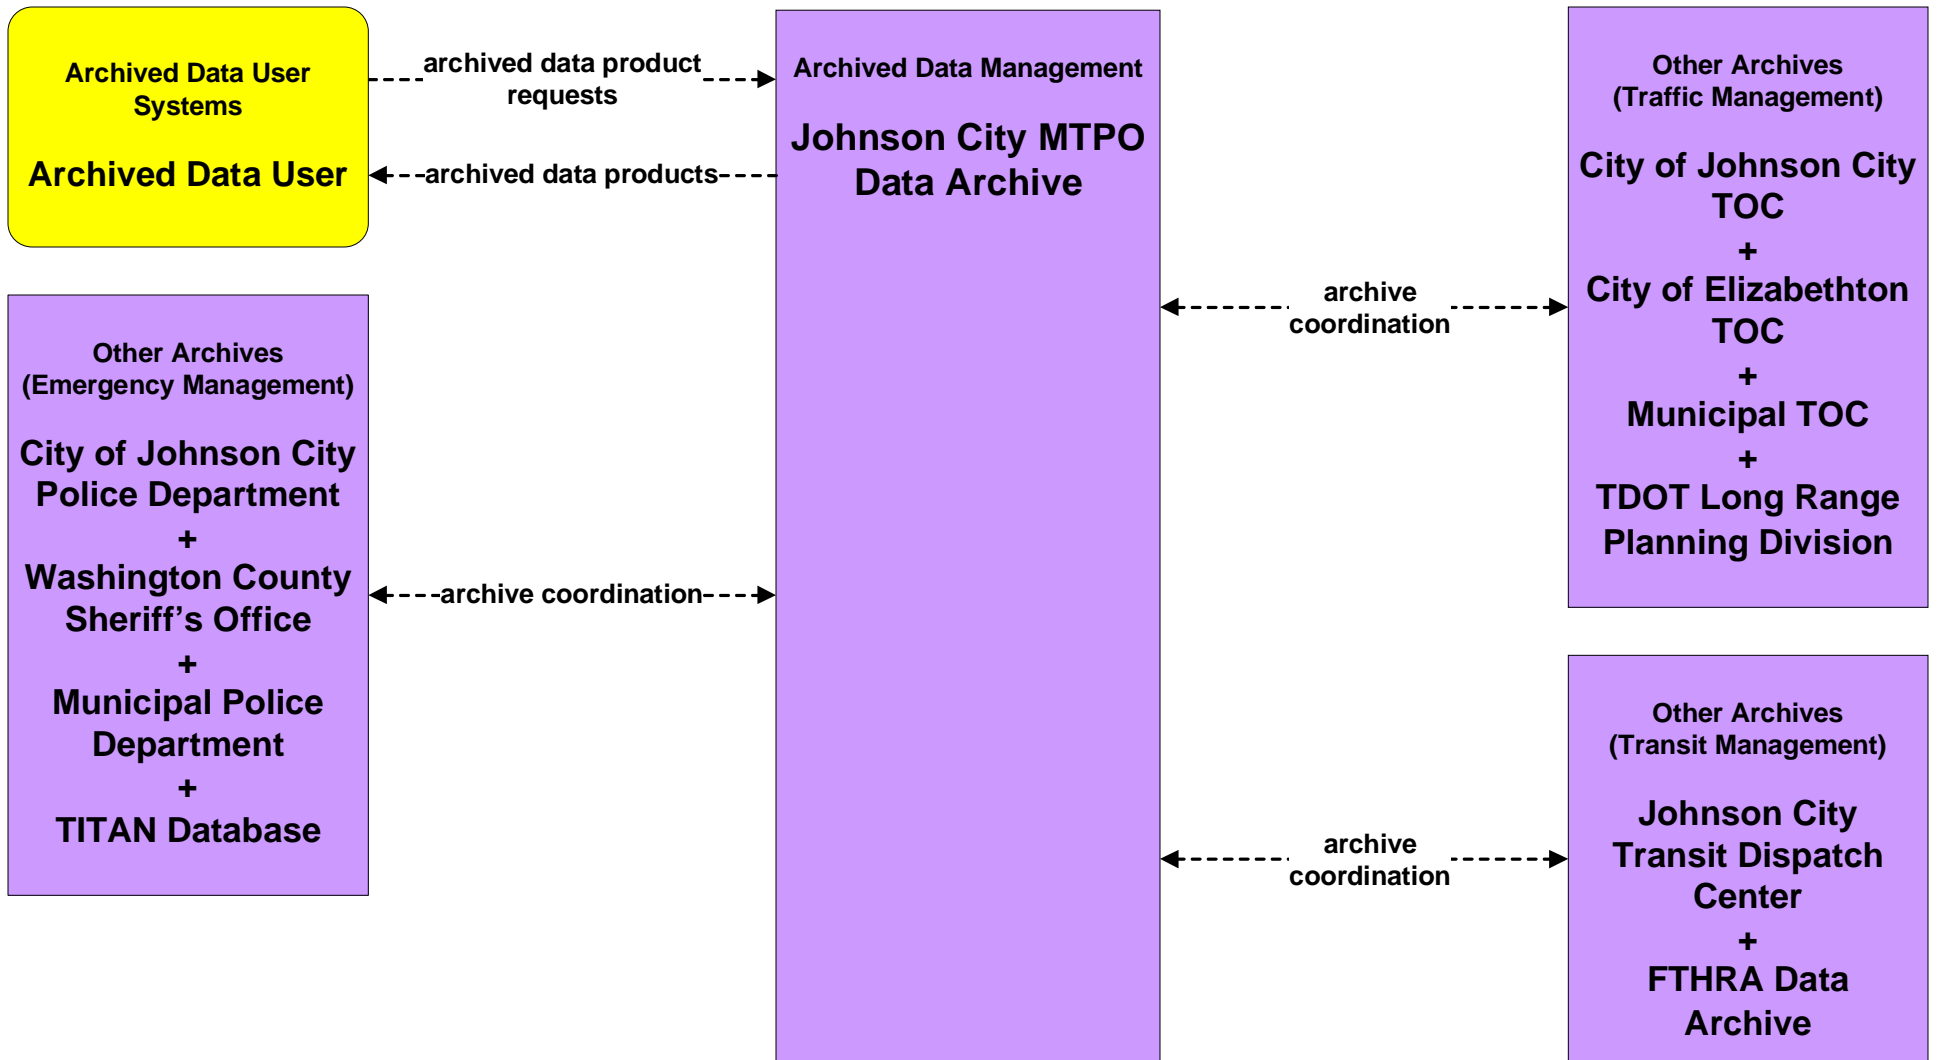 Archived Data User
Systems
Archived Data User
archived data product
requests
archived data products
Archived Data Management
Johnson City MTPO
Data Archive
Other Archives
(Traffic Management)
City of Johnson City
TOC
+
City of Elizabethton
TOC
+
Municipal TOC
+
TDOT Long Range
Planning Division
archive
coordination
Other Archives
(Emergency Management)
City of Johnson City
Police Department
+
Washington County
Sheriff’s Office
+
Municipal Police
Department
+
TITAN Database
archive coordination
archive
coordination
Other Archives
(Transit Management)
Johnson City
Transit Dispatch
Center
+
FTHRA Data
Archive